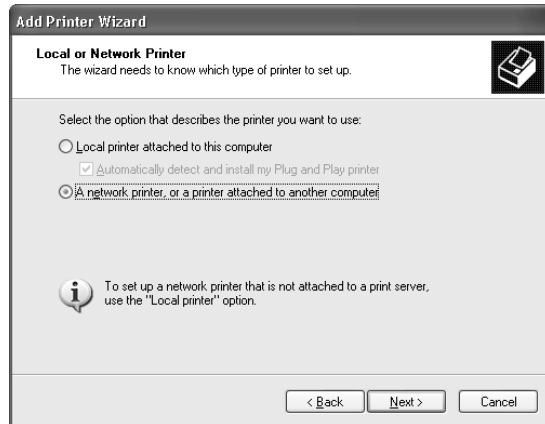 Add Printer Wizard
Local or Network Printer
The wizard needs to know which type of printer to set up.
Select the option that describes the printer you want to use:
Local printer attached to this computer
Automatically detect and install my Plug and Play printer
A network printer, or a printer attached to another computer
To set up a network printer that is not attached to a print server,
use the "Local printer" option.
< Back Next > Cancel